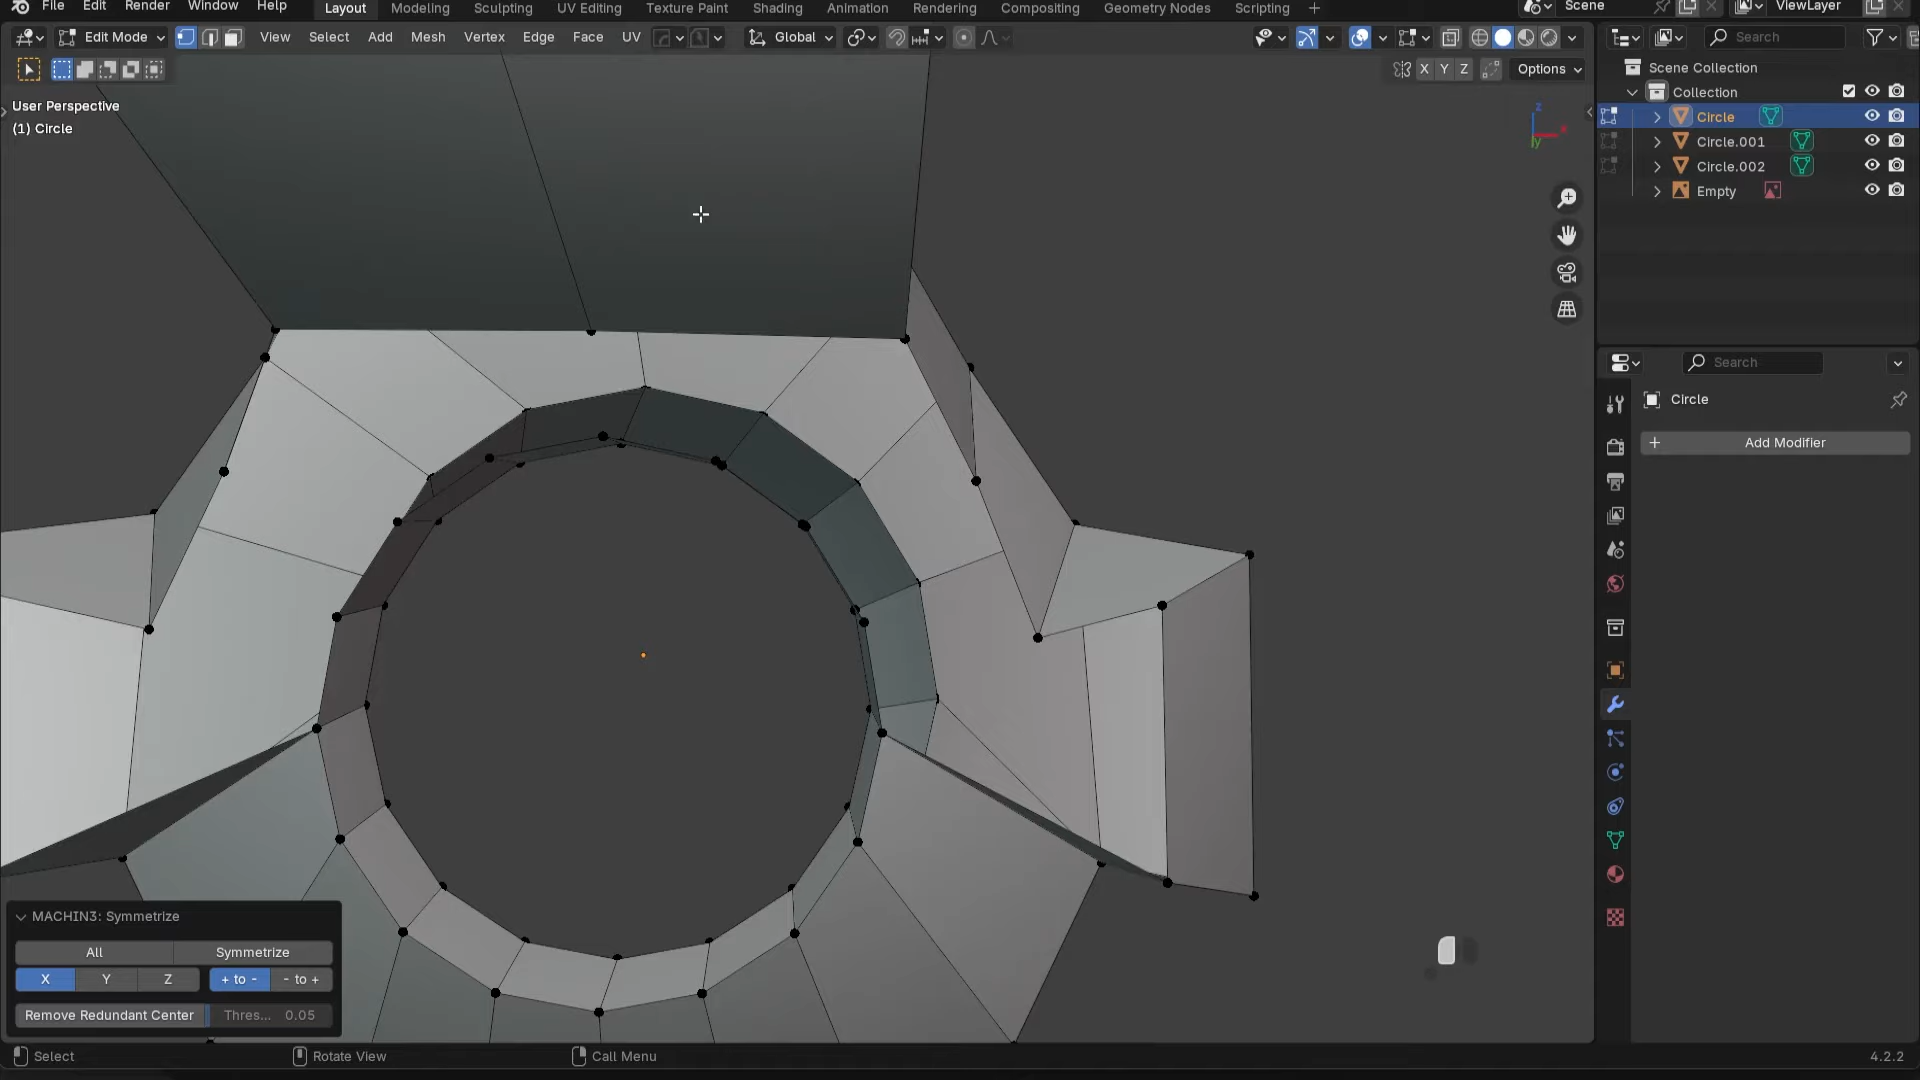 File Edit Render Window Help Layout Modeling Sculpting UV Editing Texture Paint Shading Animation Rendering Compositing Geometry Nodes Scripting + Scene ViewLayer
Edit Mode View Select Add Mesh Vertex Edge Face UV Global Search
X Y Z Options
Scene Collection
User Perspective
(1) Circle
Collection
Circle
Circle.001
Circle.002
Empty
Z
X
Y
Search
Circle
+ Add Modifier
MACHIN3: Symmetrize
All Symmetrize
X Y Z + to - - to +
Remove Redundant Center Thres... 0.05
Select Rotate View Call Menu 4.2.2